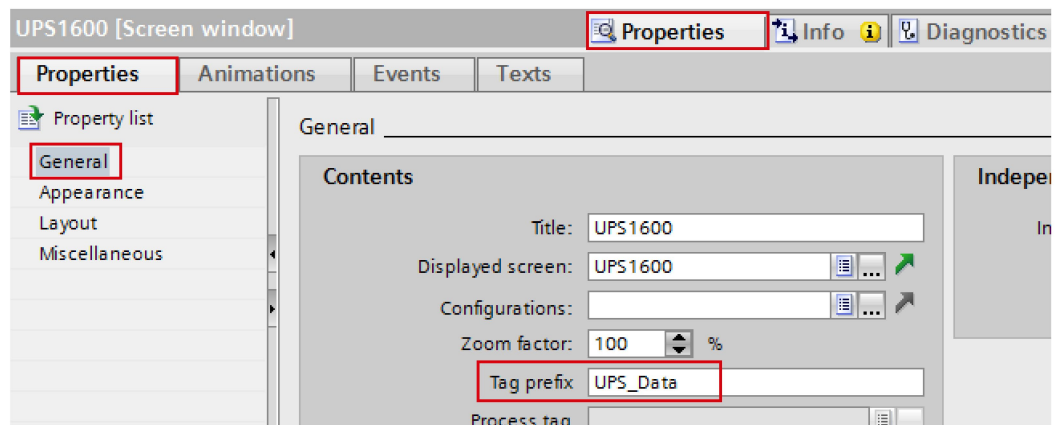 UPS1600 [Screen window]
Properties Info Diagnostics
Properties Animations Events Texts
Property list
General
Appearance
Layout
Miscellaneous
General
Contents
Title: UPS1600
Displayed screen: UPS1600 ...
Configurations: ...
Zoom factor: 100 %
Tag prefix UPS_Data
Process tag